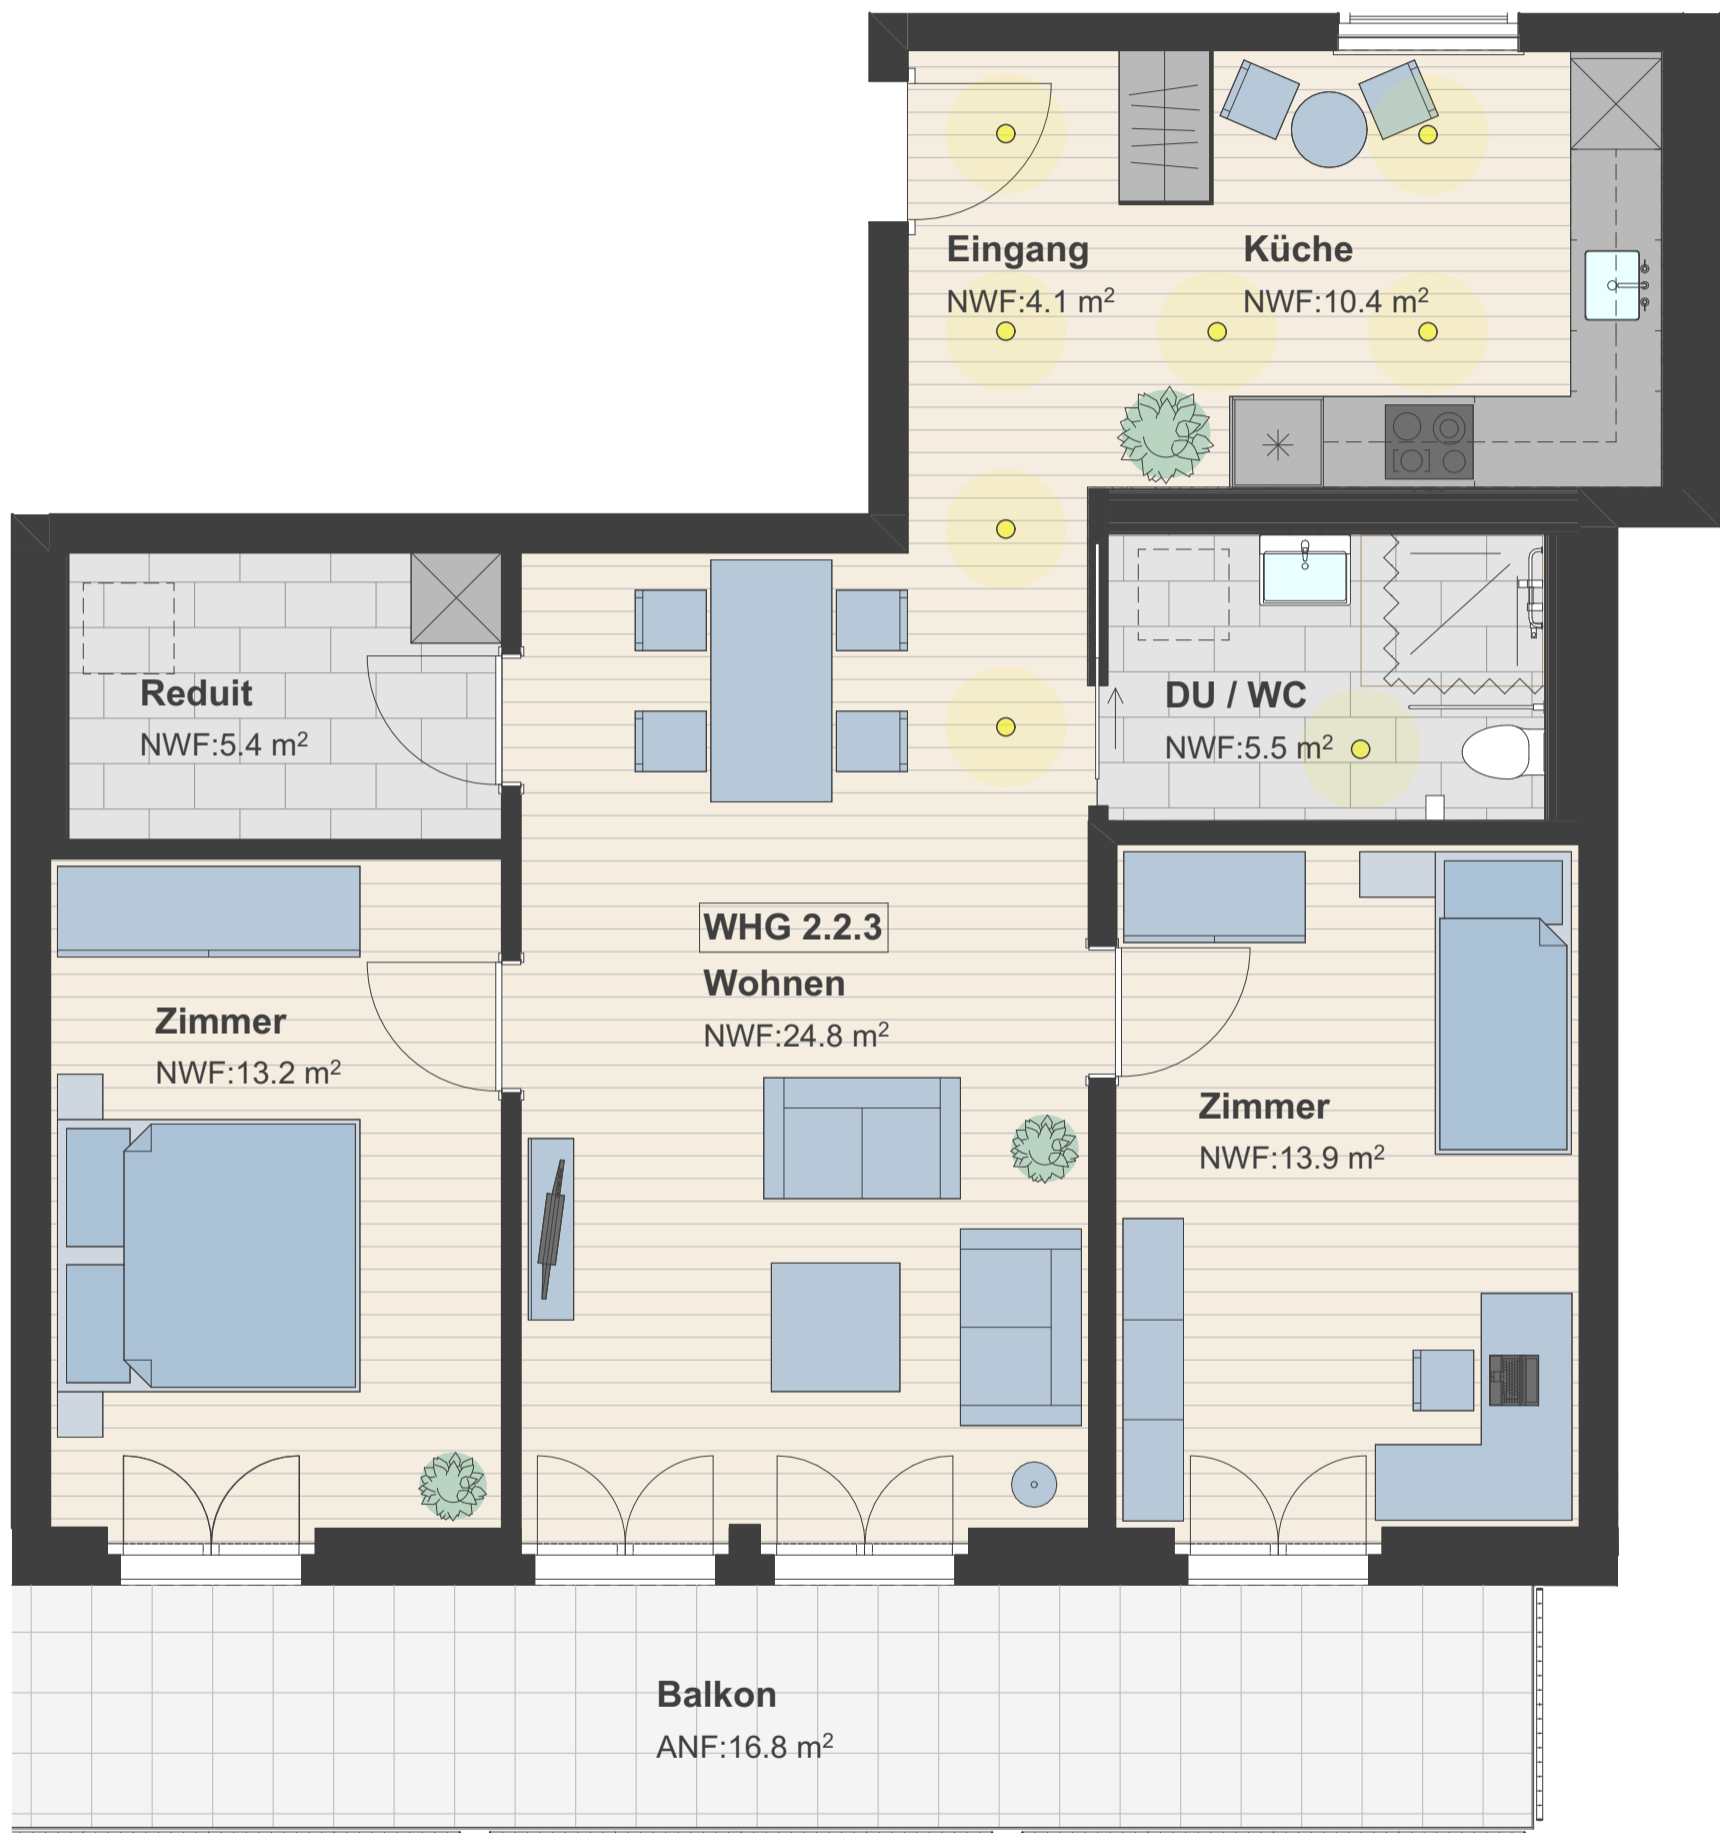 Eingang
NWF:4.1 m²
Küche
NWF:10.4 m²
Reduit
NWF:5.4 m²
DU / WC
NWF:5.5 m²
WHG 2.2.3
Wohnen
NWF:24.8 m²
Zimmer
NWF:13.2 m²
Zimmer
NWF:13.9 m²
Balkon
ANF:16.8 m²